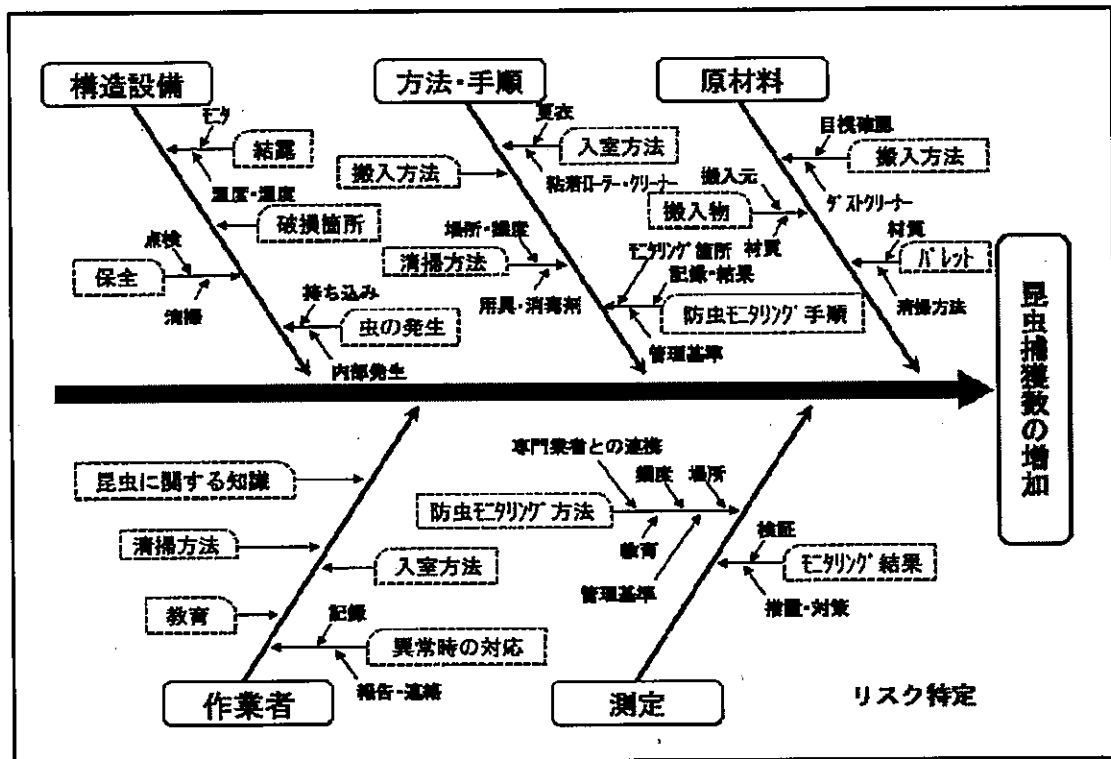 構造設備
モニタ
結露
温度・湿度
破損箇所
点検
保全
清掃
持ち込み
虫の発生
内部発生
方法・手順
更衣
入室方法
粘着ローラー・クリーナー
搬入方法
場所・頻度
清掃方法
用具・消毒剤
モニタリング箇所
記録・結果
防虫モニタリング手順
管理基準
原材料
目視確認
搬入方法
ダストクリーナー
搬入元
搬入物
材質
材質
パレット
清掃方法
昆虫捕獲数の増加
昆虫に関する知識
清掃方法
入室方法
教育
記録
異常時の対応
報告・連絡
作業者
専門業者との連携
頻度
場所
防虫モニタリング方法
教育
管理基準
検証
モニタリング結果
措置・対策
測定
リスク特定